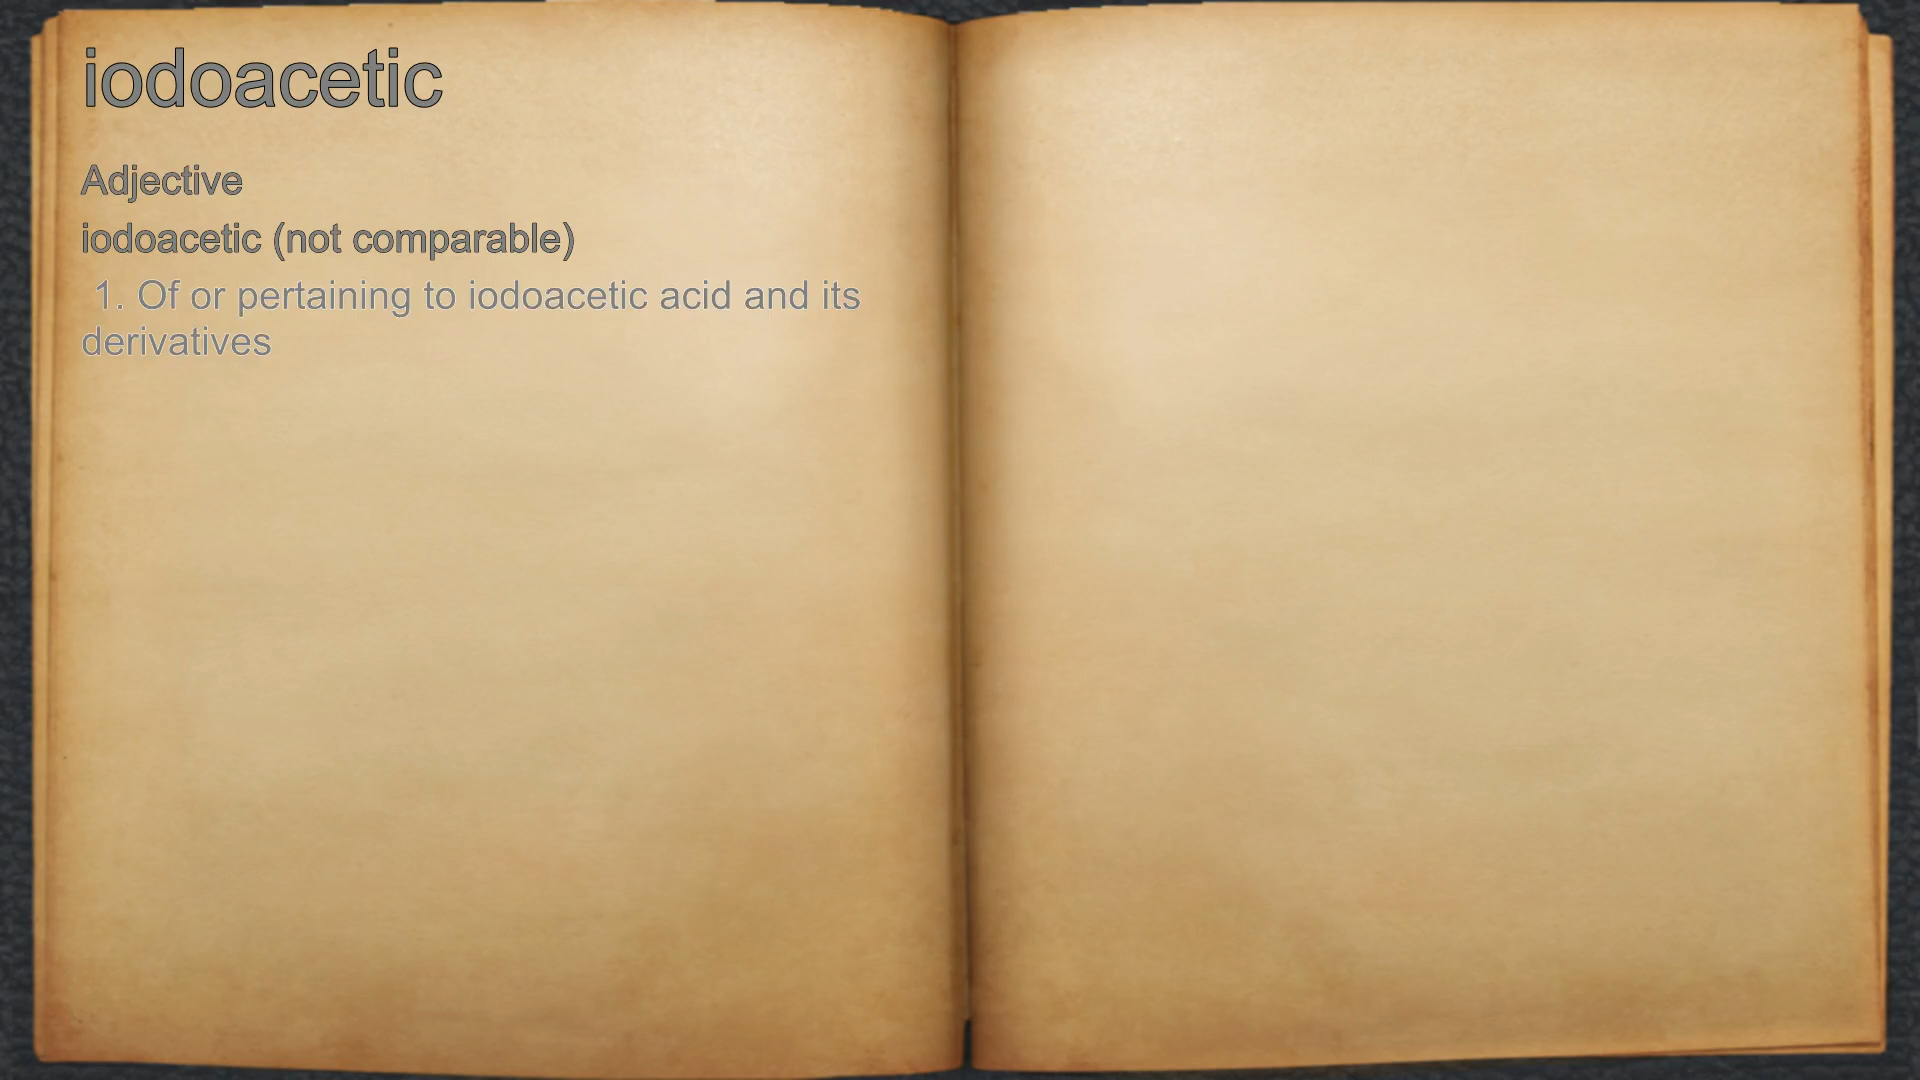 iodoacetic
Adjective
iodoacetic (not comparable)
1. Of or pertaining to iodoacetic acid and its
derivatives